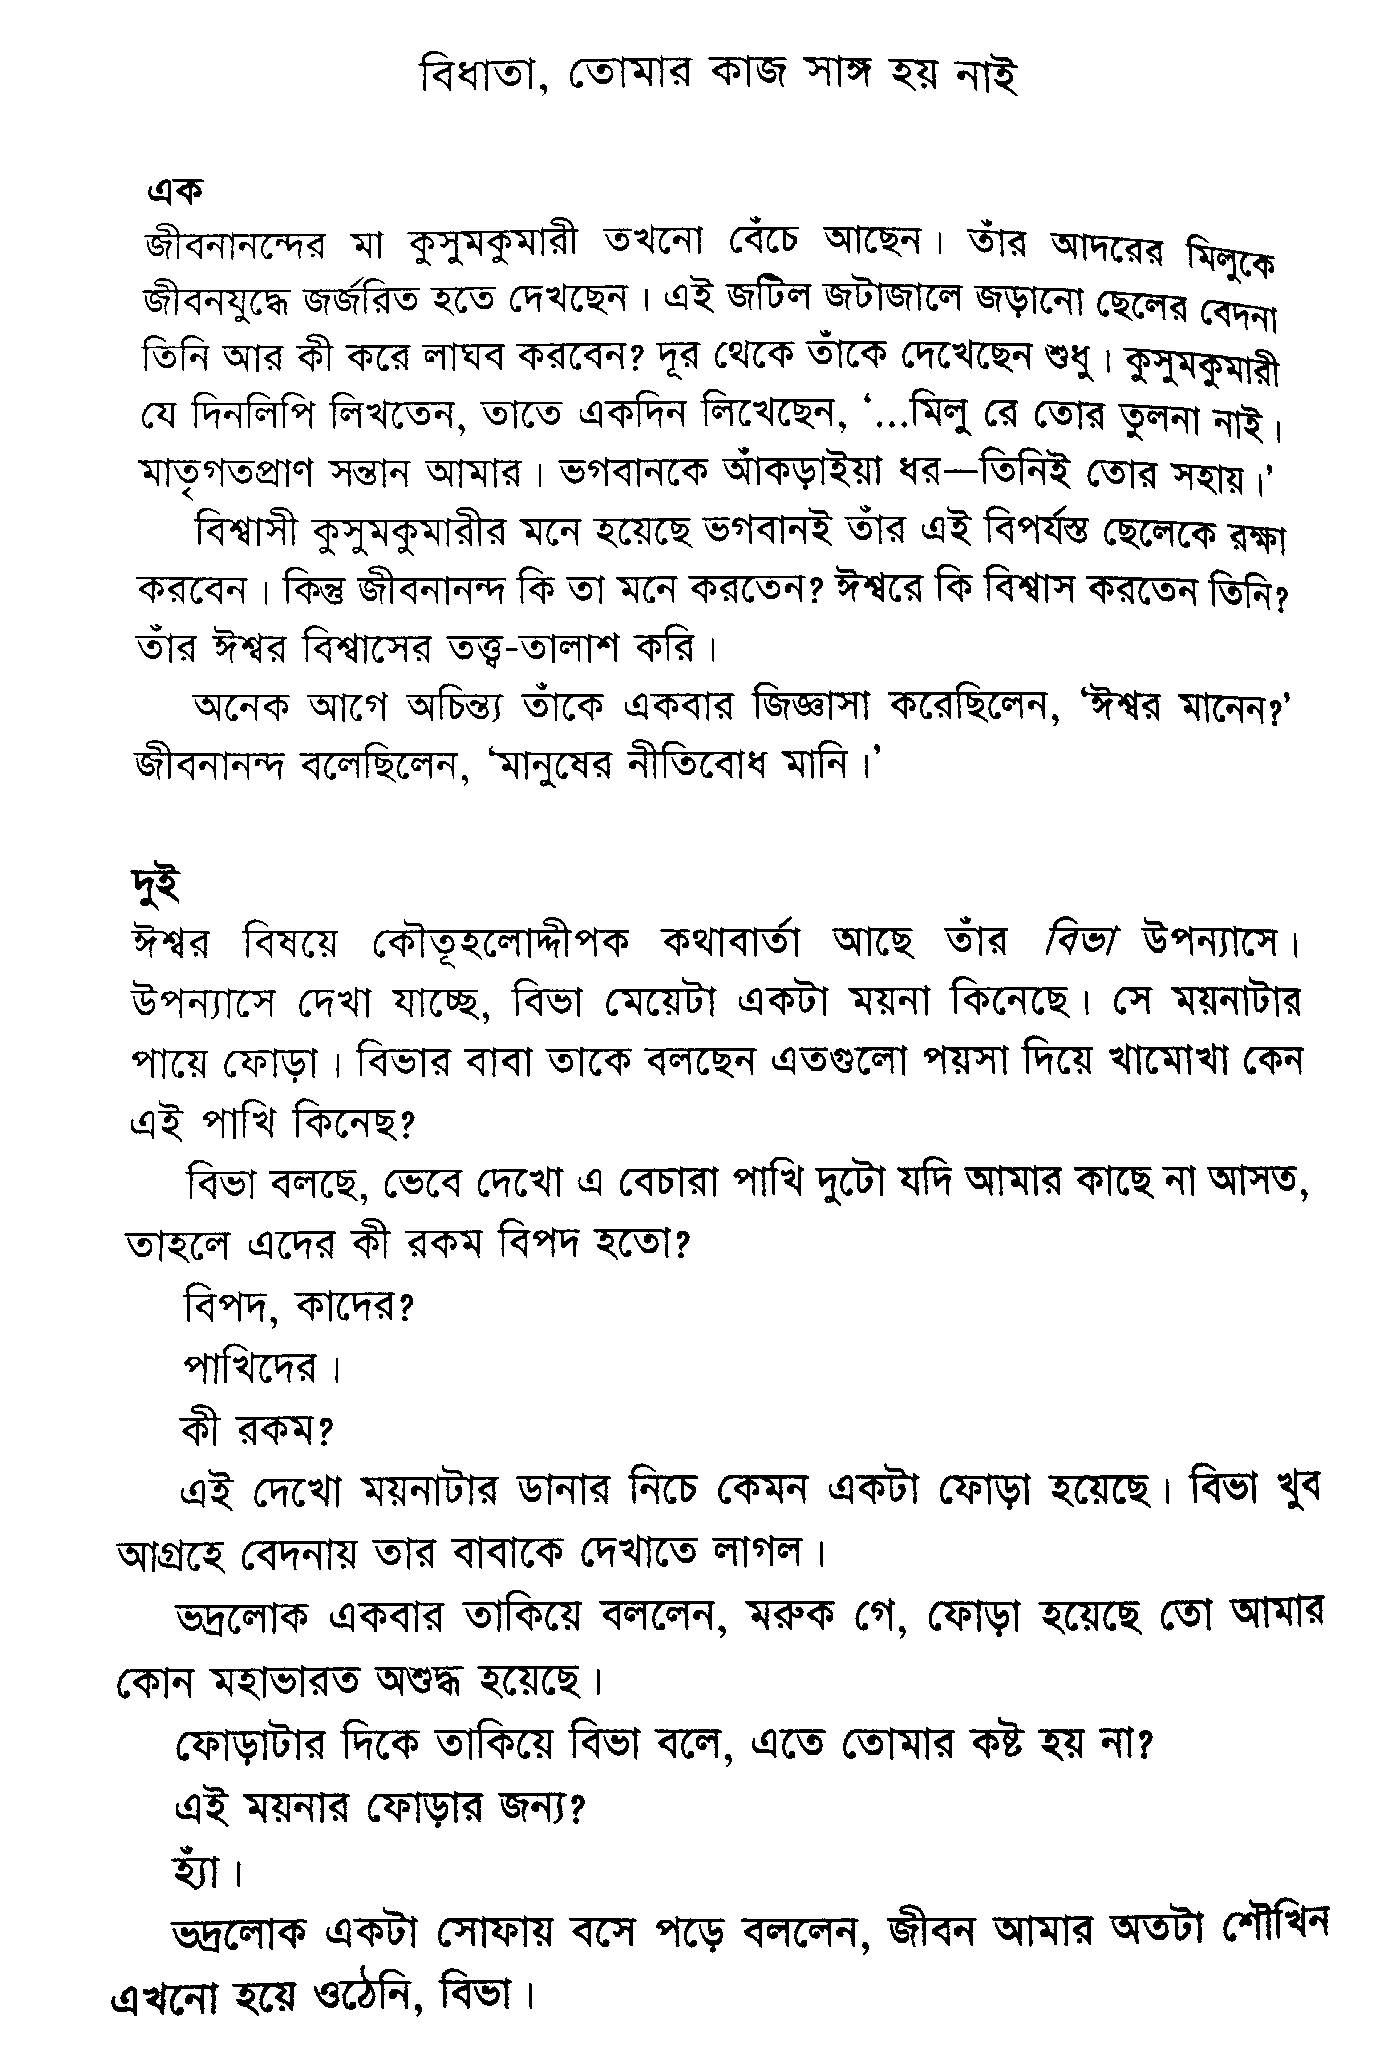 বিধাতা, তোমার কাজ সাঙ্গ হয় নাই
এক
জীবনানন্দের মা কুসুমকুমারী তখনো বেঁচে আছেন। তাঁর আদরের মিলুকে
জীবনযুদ্ধে জর্জরিত হতে দেখছেন। এই জটিল জটাজালে জড়ানো ছেলের বেদনা
তিনি আর কী করে লাঘব করবেন? দূর থেকে তাঁকে দেখেছেন শুধু। কুসুমকুমারী
যে দিনলিপি লিখতেন, তাতে একদিন লিখেছেন, ‘...মিলু রে তোর তুলনা নাই।
মাতৃগতপ্রাণ সন্তান আমার। ভগবানকে আঁকড়াইয়া ধর—তিনিই তোর সহায়।’
বিশ্বাসী কুসুমকুমারীর মনে হয়েছে ভগবানই তাঁর এই বিপর্যস্ত ছেলেকে রক্ষা
করবেন। কিন্তু জীবনানন্দ কি তা মনে করতেন? ঈশ্বরে কি বিশ্বাস করতেন তিনি?
তাঁর ঈশ্বর বিশ্বাসের তত্ত্ব-তালাশ করি।
অনেক আগে অচিন্ত্য তাঁকে একবার জিজ্ঞাসা করেছিলেন, ‘ঈশ্বর মানেন?’
জীবনানন্দ বলেছিলেন, ‘মানুষের নীতিবোধ মানি।’
দুই
ঈশ্বর বিষয়ে কৌতূহলোদ্দীপক কথাবার্তা আছে তাঁর বিভা উপন্যাসে।
উপন্যাসে দেখা যাচ্ছে, বিভা মেয়েটা একটা ময়না কিনেছে। সে ময়নাটার
পায়ে ফোড়া। বিভার বাবা তাকে বলছেন এতগুলো পয়সা দিয়ে খামোখা কেন
এই পাখি কিনেছ?
বিভা বলছে, ভেবে দেখো এ বেচারা পাখি দুটো যদি আমার কাছে না আসত,
তাহলে এদের কী রকম বিপদ হতো?
বিপদ, কাদের?
পাখিদের।
কী রকম?
এই দেখো ময়নাটার ডানার নিচে কেমন একটা ফোড়া হয়েছে। বিভা খুব
আগ্রহে বেদনায় তার বাবাকে দেখাতে লাগল।
ভদ্রলোক একবার তাকিয়ে বললেন, মরুক গে, ফোড়া হয়েছে তো আমার
কোন মহাভারত অশুদ্ধ হয়েছে।
ফোড়াটার দিকে তাকিয়ে বিভা বলে, এতে তোমার কষ্ট হয় না?
এই ময়নার ফোড়ার জন্য?
হ্যাঁ।
ভদ্রলোক একটা সোফায় বসে পড়ে বললেন, জীবন আমার অতটা শৌখিন
এখনো হয়ে ওঠেনি, বিভা।